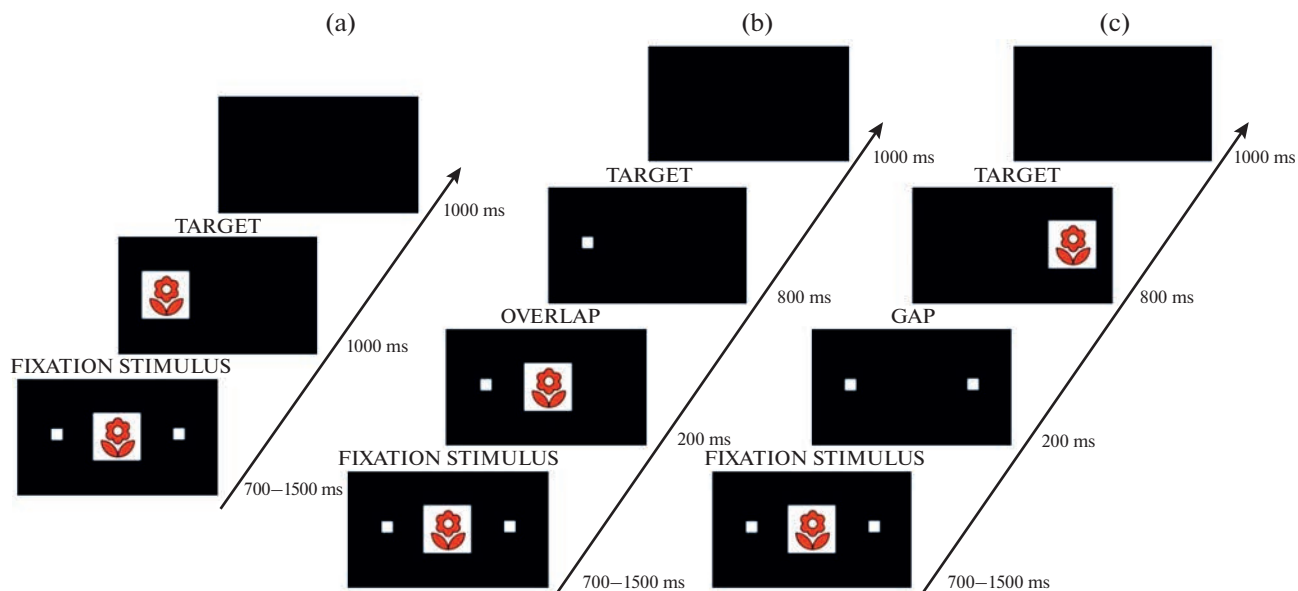 (a)
(b)
(c)
1000 ms
TARGET
1000 ms
FIXATION STIMULUS
700–1500 ms
1000 ms
TARGET
800 ms
OVERLAP
200 ms
FIXATION STIMULUS
700–1500 ms
1000 ms
TARGET
800 ms
GAP
200 ms
FIXATION STIMULUS
700–1500 ms